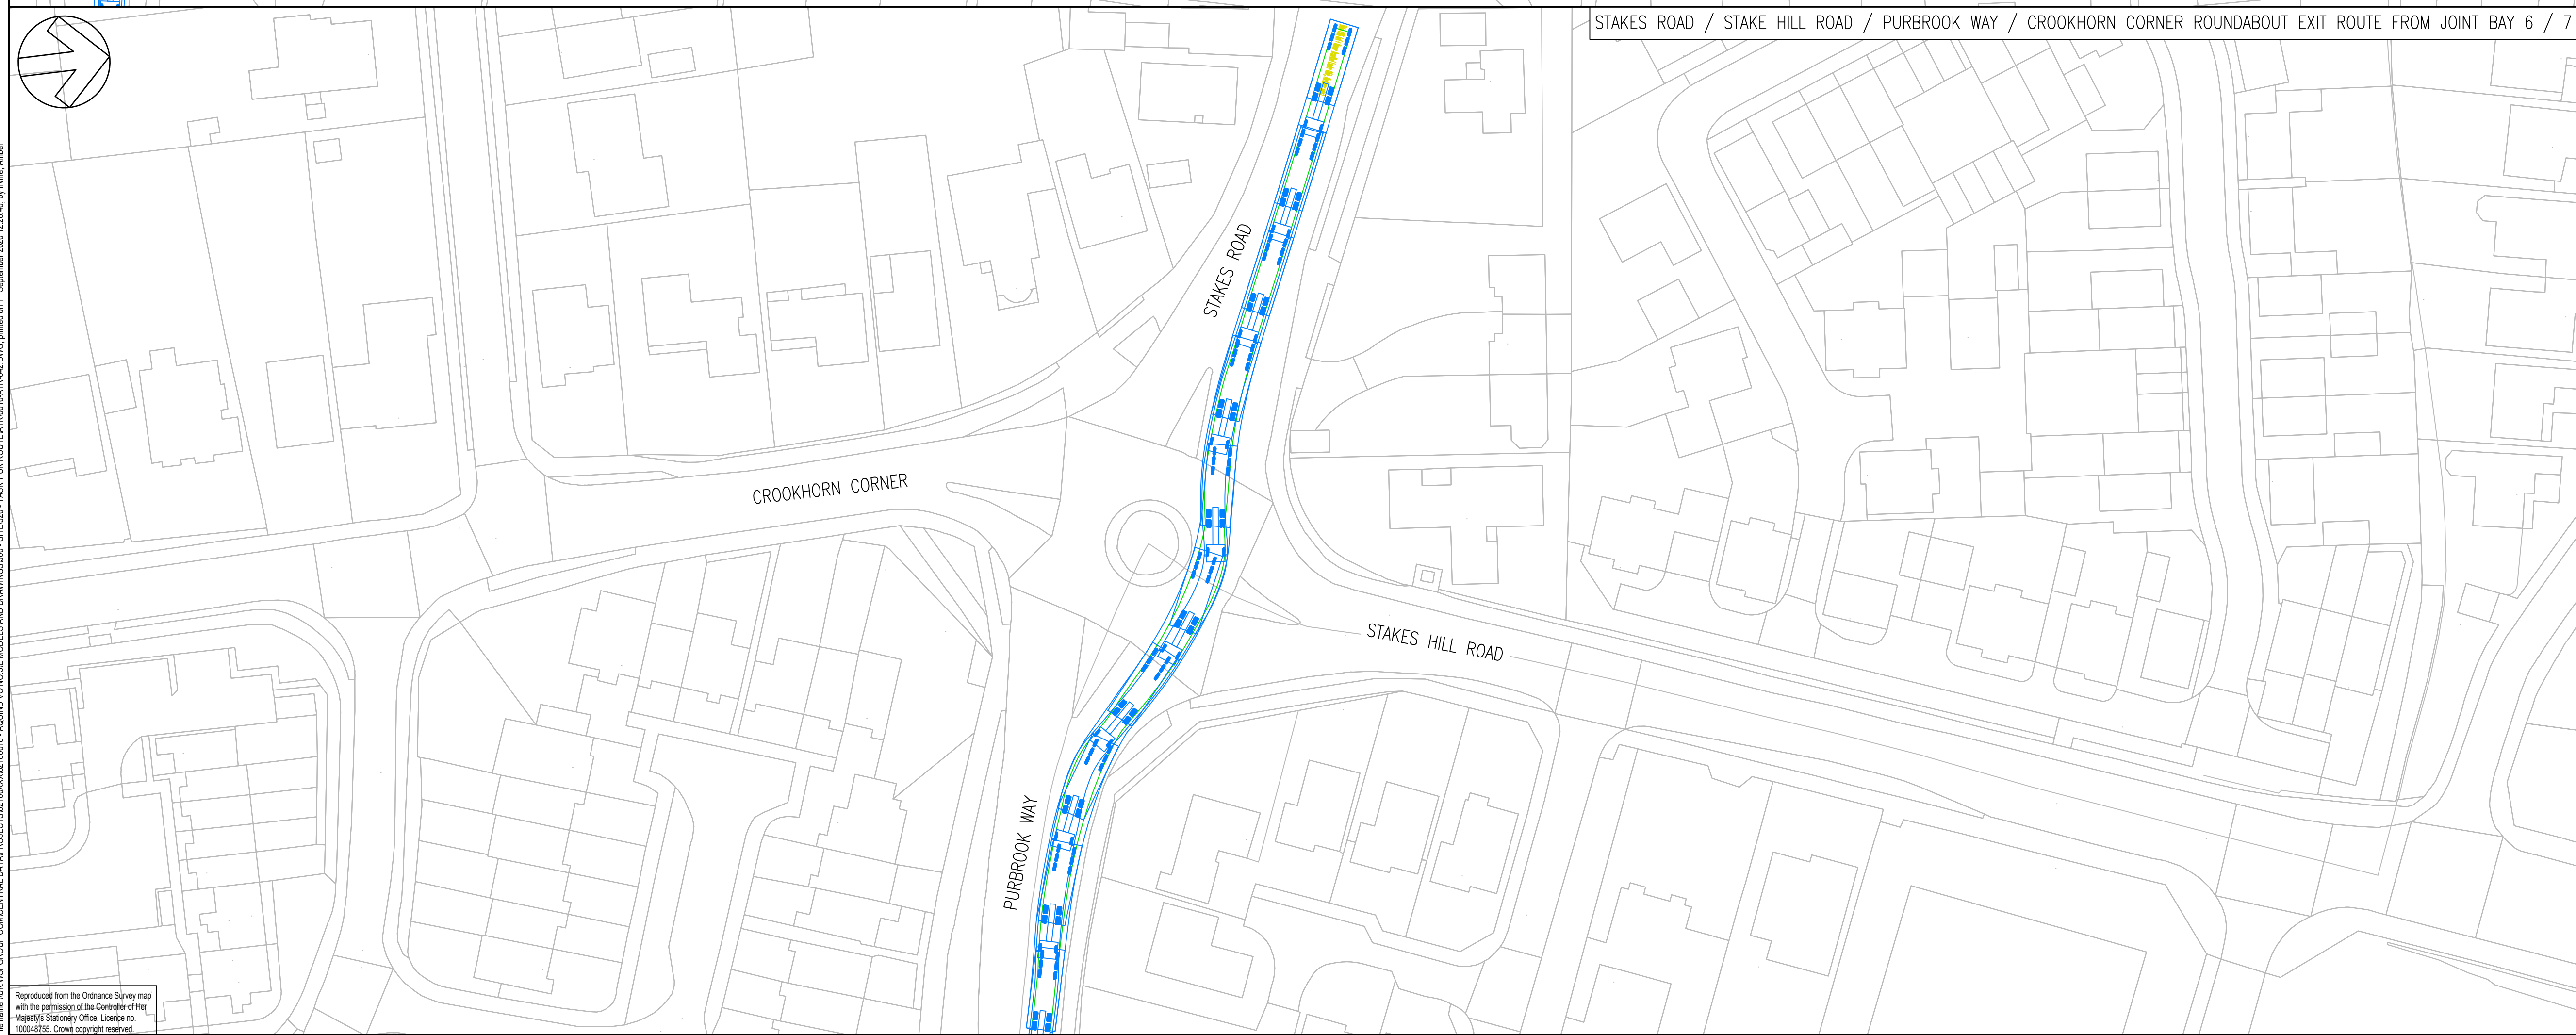 STAKES ROAD / STAKE HILL ROAD / PURBROOK WAY / CROOKHORN CORNER ROUNDABOUT EXIT ROUTE FROM JOINT BAY 6 / 7
STAKES ROAD
CROOKHORN CORNER
STAKES HILL ROAD
PURBROOK WAY
Reproduced from the Ordnance Survey map
with the permission of the Controller of Her
Majesty's Stationery Office. Licence no.
100048755. Crown copyright reserved.